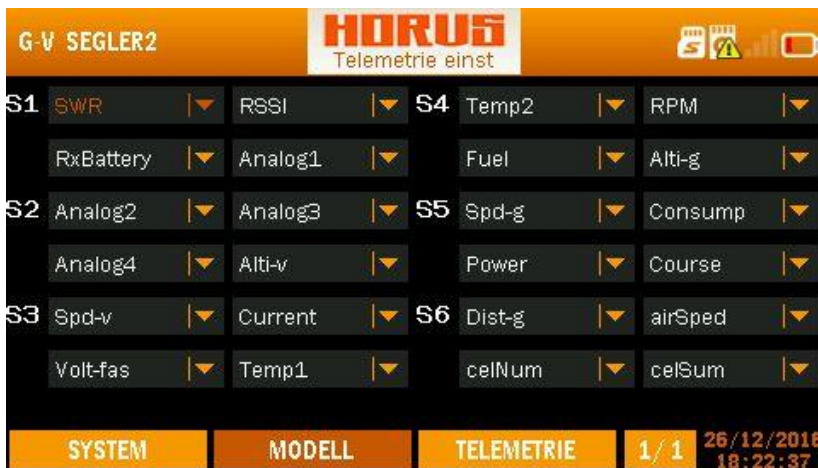 G-V SEGLER2
HORUS
Telemetrie einst
S1 SWR RSSI S4 Temp2 RPM
RxBattery Analog1 Fuel Alti-g
S2 Analog2 Analog3 S5 Spd-g Consump
Analog4 Alti-v Power Course
S3 Spd-v Current S6 Dist-g airSped
Volt-fas Temp1 celNum celSum
SYSTEM MODELL TELEMETRIE 1/1 26/12/2016
18:22:37